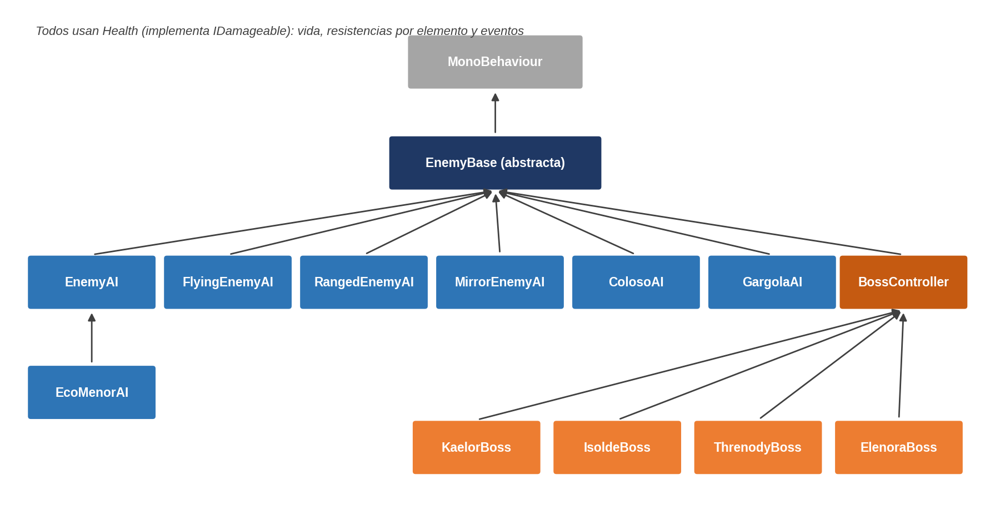 Todos usan Health (implementa IDamageable): vida, resistencias por elemento y eventos
MonoBehaviour
EnemyBase (abstracta)
EnemyAI
FlyingEnemyAI
RangedEnemyAI
MirrorEnemyAI
ColosoAI
GargolaAI
BossController
EcoMenorAI
KaelorBoss
IsoldeBoss
ThrenodyBoss
ElenoraBoss